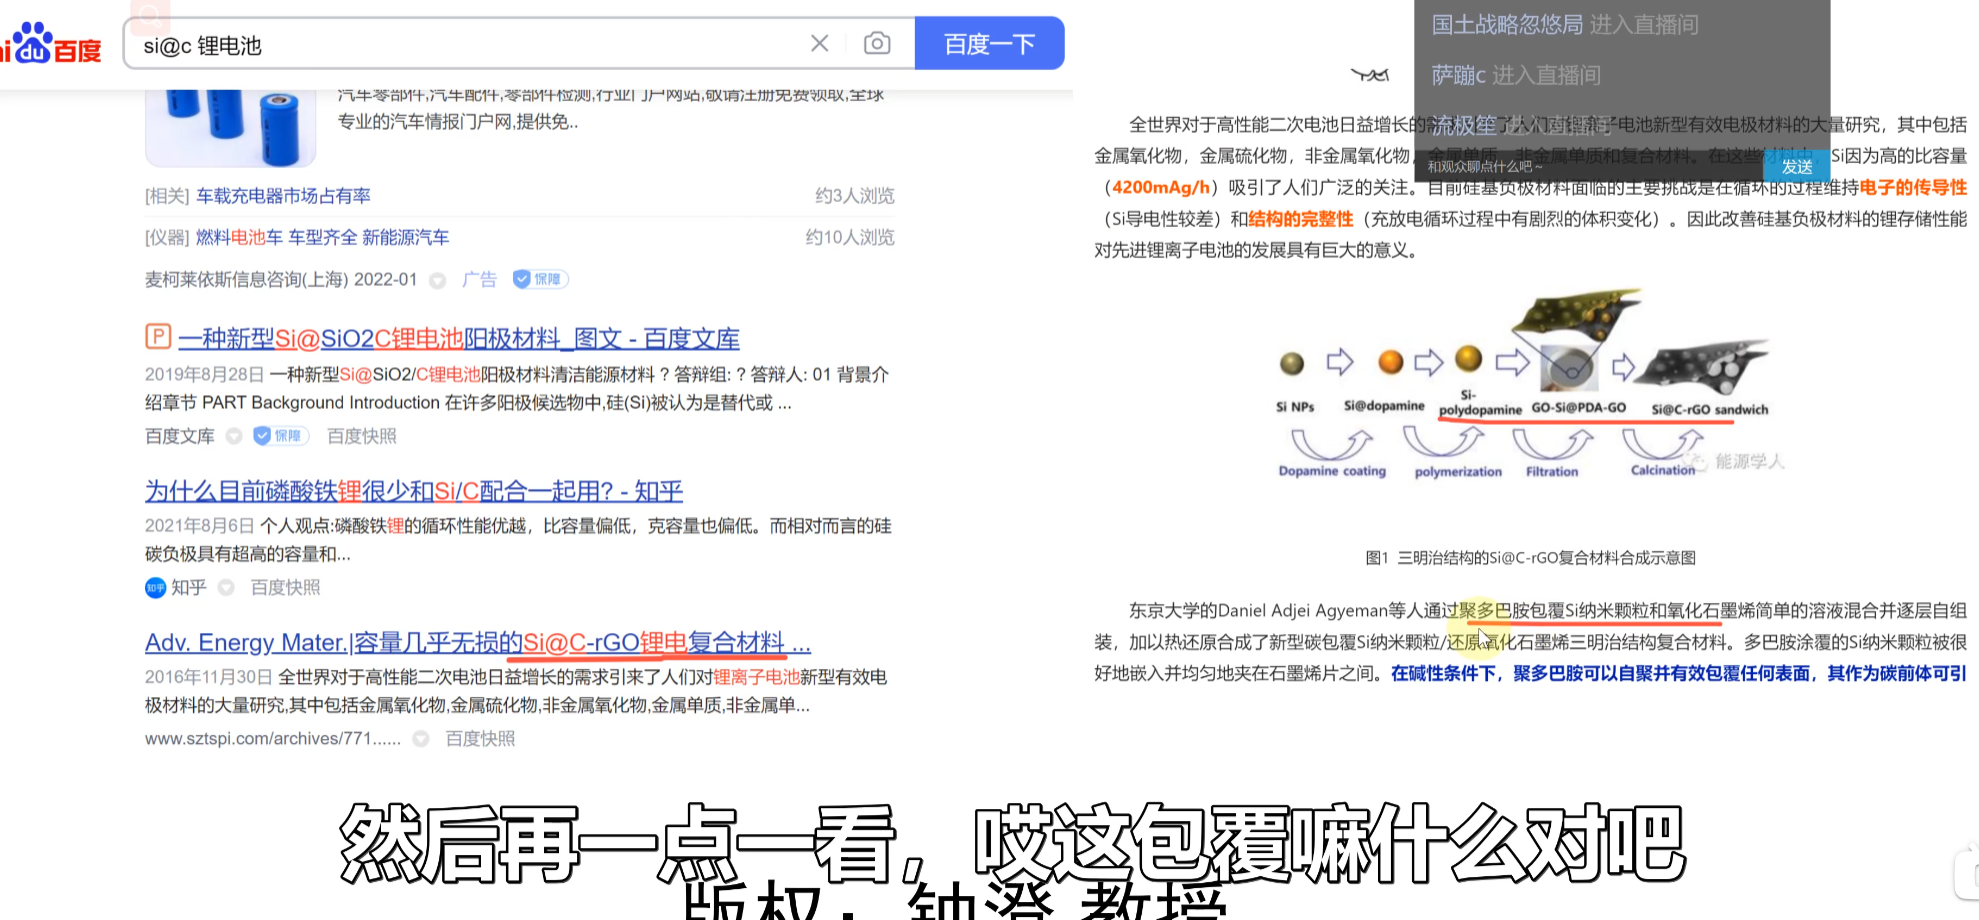 百度
si@c 锂电池
百度一下
汽车零部件,汽车配件,零部件检测,行业门户网站,敬请注册免费领取,全球
专业的汽车情报门户网,提供免..
[相关] 车载充电器市场占有率 约3人浏览
[仪器] 燃料电池车 车型齐全 新能源汽车 约10人浏览
麦柯莱依斯信息咨询(上海) 2022-01 广告 保障
一种新型Si@SiO2C锂电池阳极材料_图文 - 百度文库
2019年8月28日 一种新型Si@SiO2/C锂电池阳极材料清洁能源材料 ? 答辩组: ? 答辩人: 01 背景介
绍章节 PART Background Introduction 在许多阳极候选物中,硅(Si)被认为是替代或 ...
百度文库 保障 百度快照
为什么目前磷酸铁锂很少和Si/C配合一起用? - 知乎
2021年8月6日 个人观点:磷酸铁锂的循环性能优越，比容量偏低，克容量也偏低。而相对而言的硅
碳负极具有超高的容量和...
知乎 知乎 百度快照
Adv. Energy Mater.|容量几乎无损的Si@C-rGO锂电复合材料 ...
2016年11月30日 全世界对于高性能二次电池日益增长的需求引来了人们对锂离子电池新型有效电
极材料的大量研究,其中包括金属氧化物,金属硫化物,非金属氧化物,金属单质,非金属单...
www.sztspi.com/archives/771...... 百度快照
国土战略忽悠局 进入直播间
萨蹦c 进入直播间
流极笙 进入直播间
和观众聊点什么吧~
发送
全世界对于高性能二次电池日益增长的需求引来了人们对锂离子电池新型有效电极材料的大量研究，其中包括
金属氧化物，金属硫化物，非金属氧化物，金属单质，非金属单质和复合材料。在这些材料中，Si因为高的比容量
（4200mAg/h）吸引了人们广泛的关注。目前硅基负极材料面临的主要挑战是在循环的过程维持电子的传导性
（Si导电性较差）和结构的完整性（充放电循环过程中有剧烈的体积变化）。因此改善硅基负极材料的锂存储性能
对先进锂离子电池的发展具有巨大的意义。
Si NPs
Si@dopamine
Si-
polydopamine
GO-Si@PDA-GO
Si@C-rGO sandwich
Dopamine coating
polymerization
Filtration
Calcination
能源学人
图1 三明治结构的Si@C-rGO复合材料合成示意图
东京大学的Daniel Adjei Agyeman等人通过聚多巴胺包覆Si纳米颗粒和氧化石墨烯简单的溶液混合并逐层自组
装，加以热还原合成了新型碳包覆Si纳米颗粒/还原氧化石墨烯三明治结构复合材料。多巴胺涂覆的Si纳米颗粒被很
好地嵌入并均匀地夹在石墨烯片之间。在碱性条件下，聚多巴胺可以自聚并有效包覆任何表面，其作为碳前体可引
然后再一点一看，哎这包覆嘛什么对吧
版权：钟澄 教授